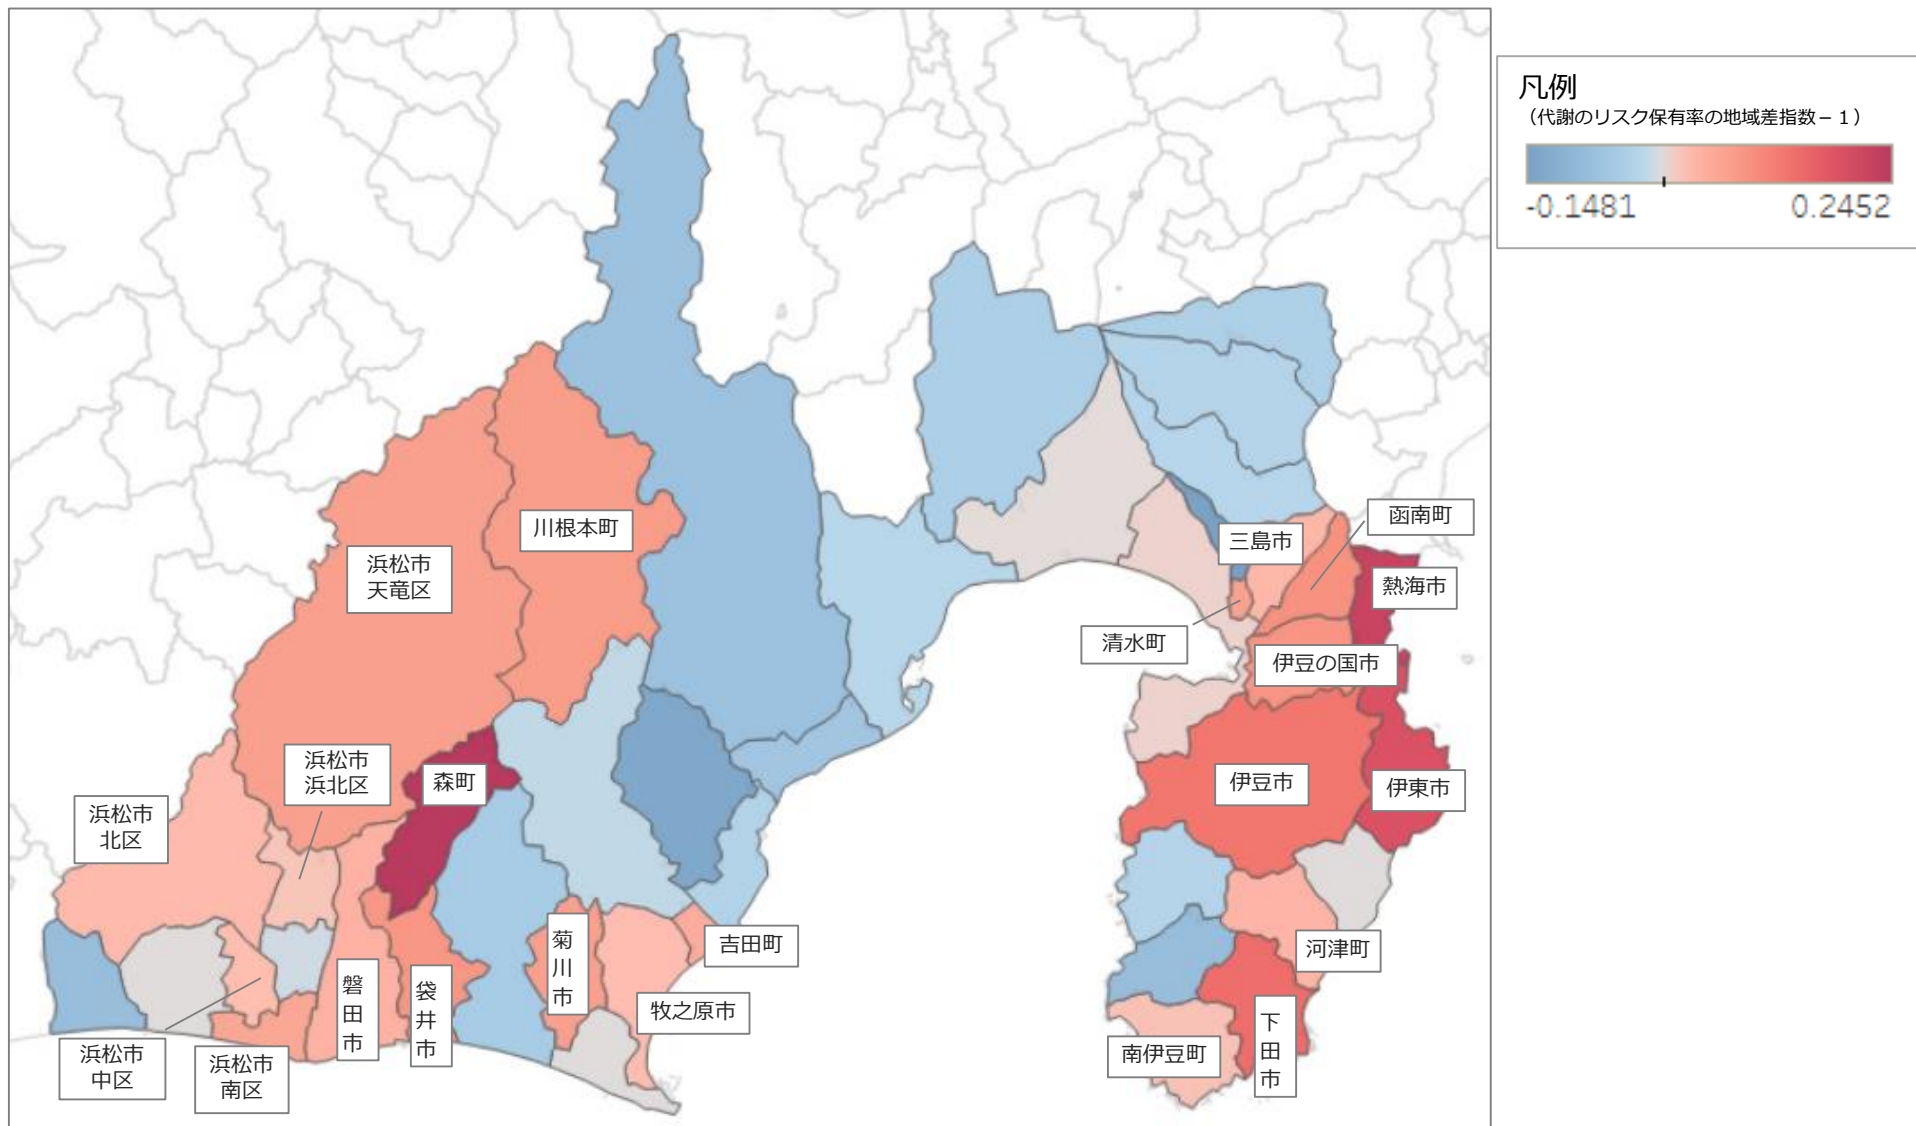 凡例
（代謝のリスク保有率の地域差指数－１）
-0.1481
0.2452
川根本町
浜松市
天竜区
函南町
三島市
熱海市
清水町
伊豆の国市
浜松市
浜北区
森町
伊豆市
伊東市
浜松市
北区
吉田町
河津町
菊
川
市
磐
田
市
袋
井
市
牧之原市
下
田
市
南伊豆町
浜松市
中区
浜松市
南区